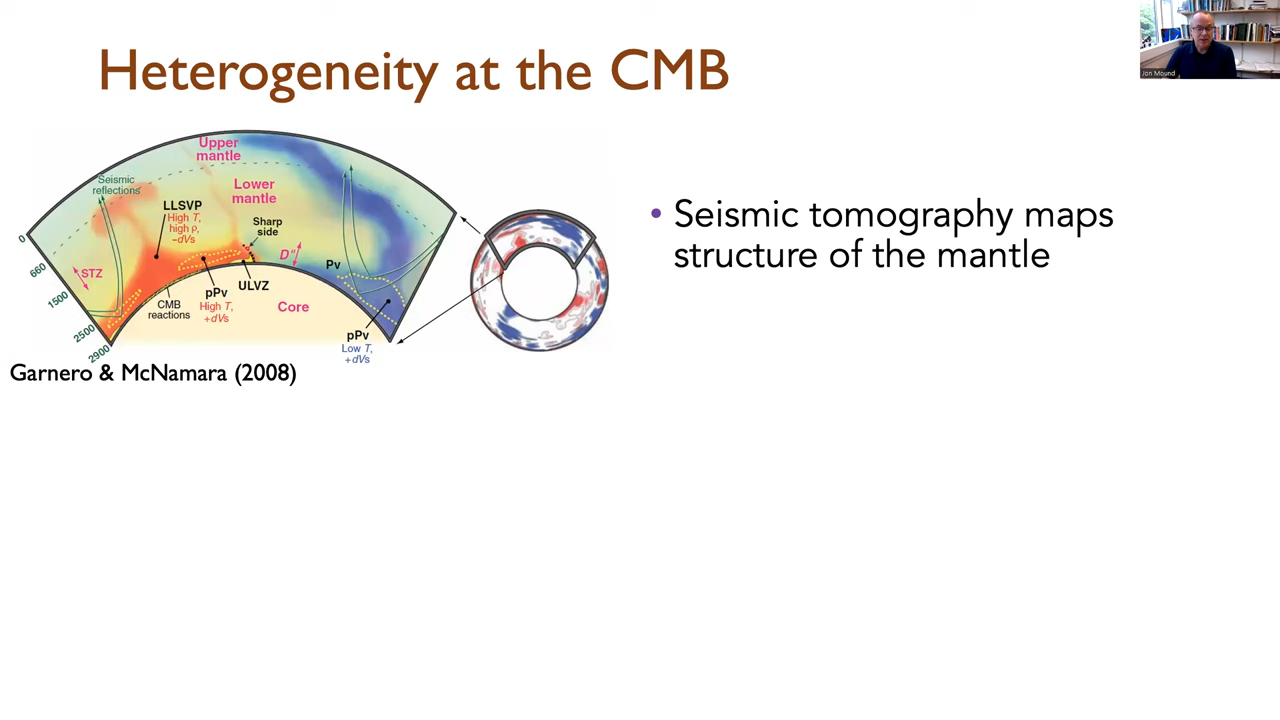 Heterogeneity at the CMB
Jon Mound
Upper
mantle
Seismic
reflections
Lower
mantle
LLSVP
High T,
high ρ,
–dVs
Sharp
side
D"
Pv
0
660
1500
2500
2900
STZ
CMB
reactions
pPv
High T,
+dVs
ULVZ
Core
pPv
Low T,
+dVs
Garnero & McNamara (2008)
• Seismic tomography maps
structure of the mantle